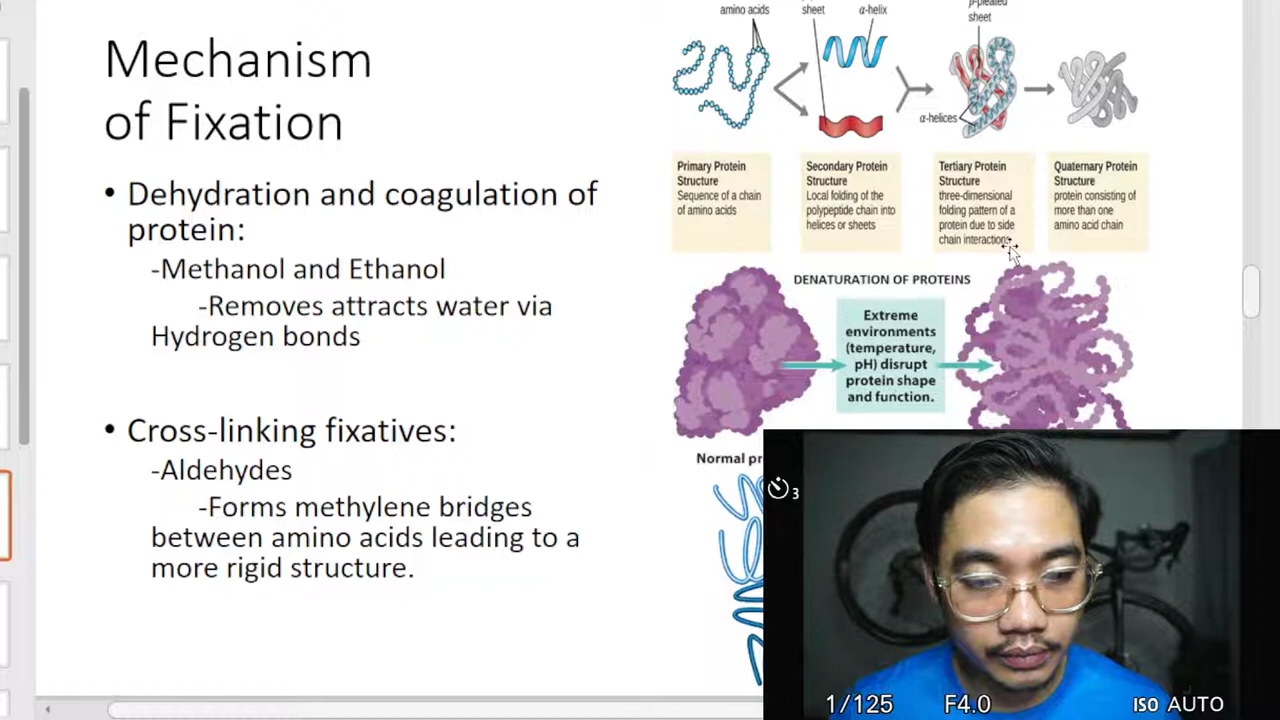 Mechanism
of Fixation
• Dehydration and coagulation of
protein:
-Methanol and Ethanol
-Removes attracts water via
Hydrogen bonds
• Cross-linking fixatives:
-Aldehydes
-Forms methylene bridges
between amino acids leading to a
more rigid structure.
amino acids
sheet
α-helix
β-pleated
sheet
α-helices
Primary Protein
Structure
Sequence of a chain
of amino acids
Secondary Protein
Structure
Local folding of the
polypeptide chain into
helices or sheets
Tertiary Protein
Structure
three-dimensional
folding pattern of a
protein due to side
chain interactions
Quaternary Protein
Structure
protein consisting of
more than one
amino acid chain
DENATURATION OF PROTEINS
Extreme
environments
(temperature,
pH) disrupt
protein shape
and function.
Normal pr
3
1/125
F4.0
ISO AUTO